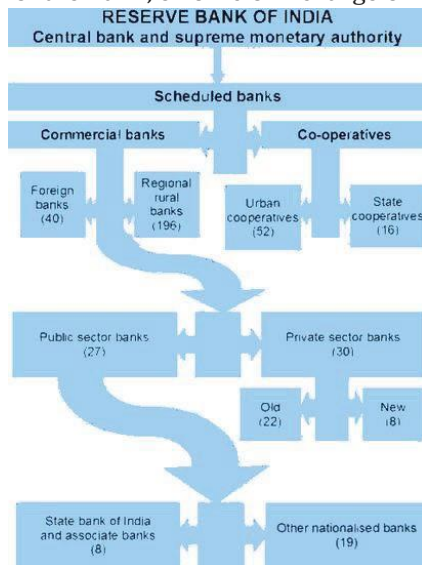 RESERVE BANK OF INDIA
Central bank and supreme monetary authority
Scheduled banks
Commercial banks
Co-operatives
Foreign
banks
(40)
Regional
rural
banks
(196)
Urban
cooperatives
(52)
State
cooperatives
(16)
Public sector banks
(27)
Private sector banks
(30)
Old
(22)
New
(8)
State bank of India
and associate banks
(8)
Other nationalised banks
(19)